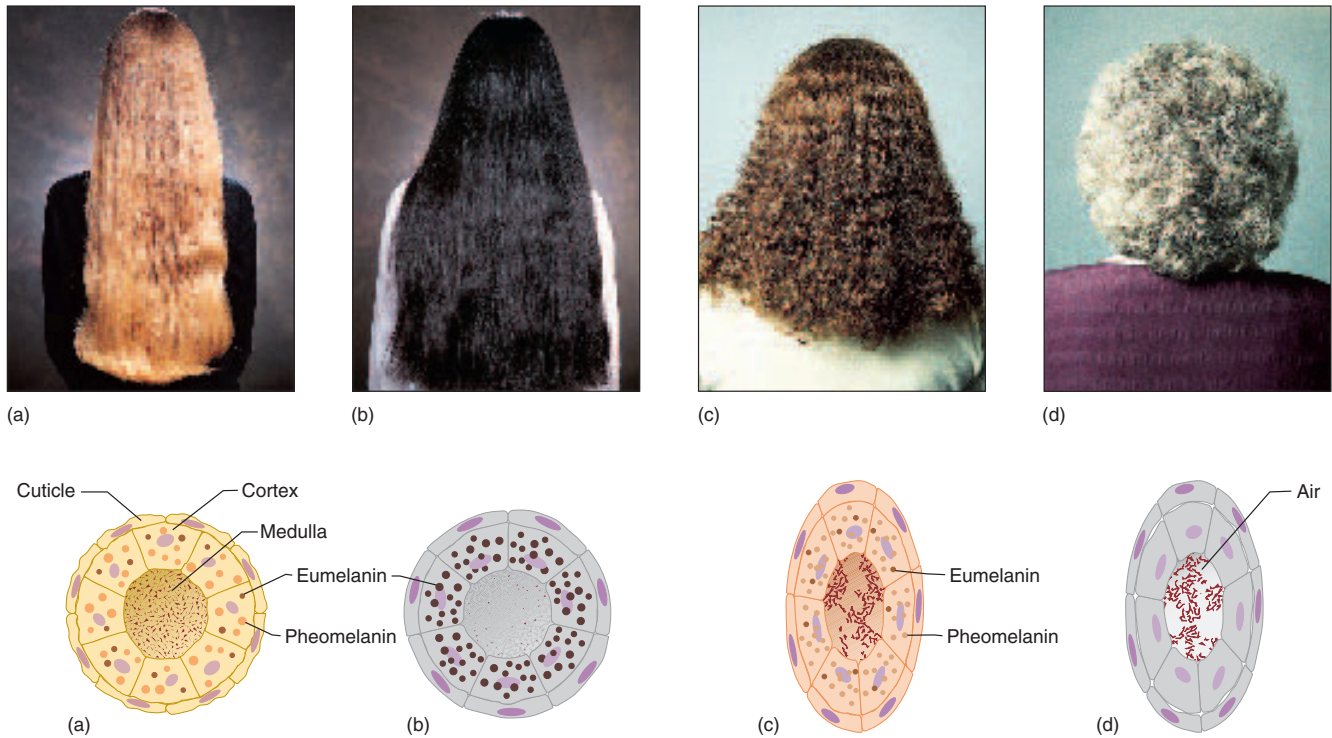 (a)
(b)
(c)
(d)
Cuticle
Cortex
Medulla
Eumelanin
Pheomelanin
Eumelanin
Pheomelanin
Air
(a)
(b)
(c)
(d)